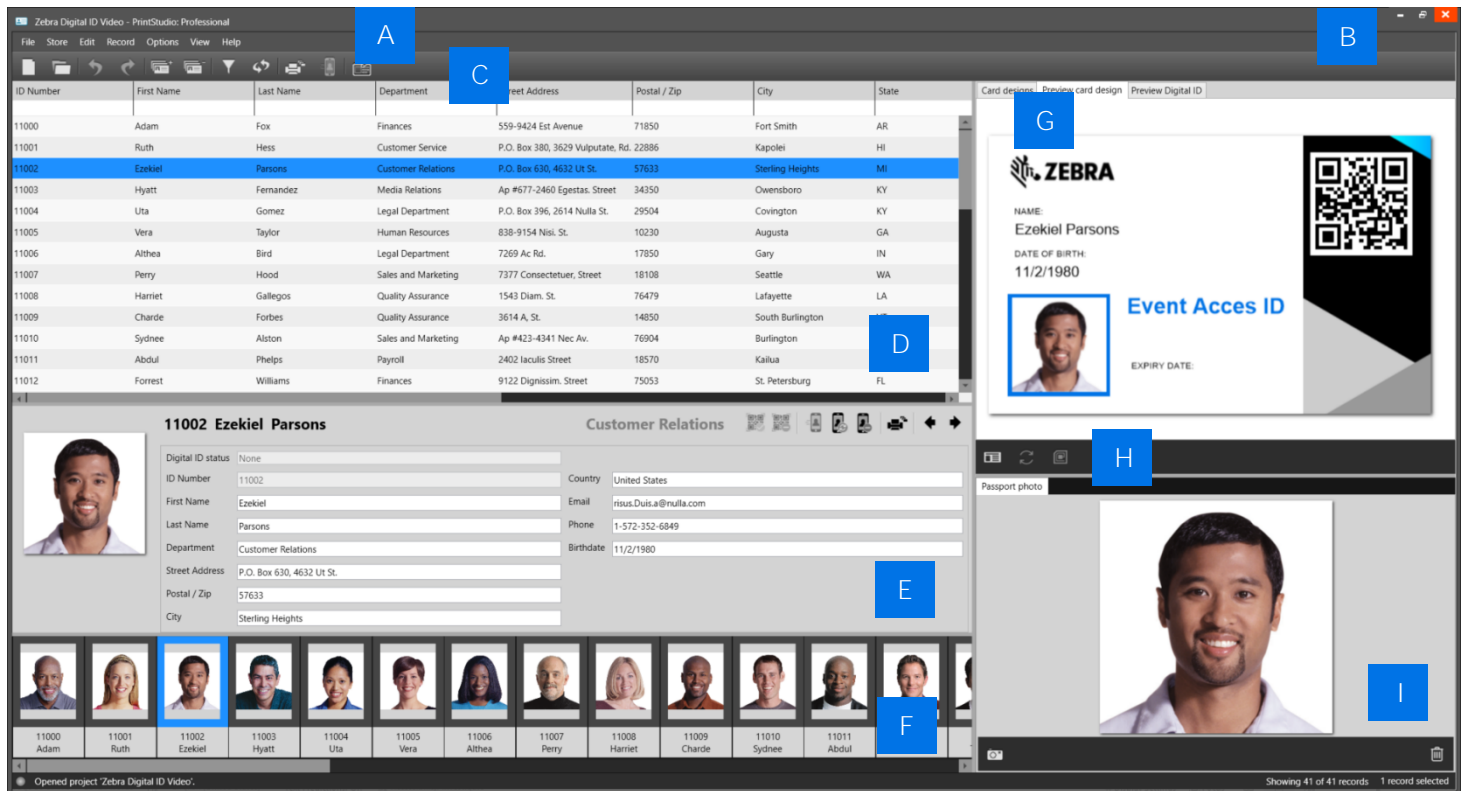 Zebra Digital ID Video - PrintStudio: Professional
A
B
File Store Edit Record Options View Help
C
ID Number First Name Last Name Department Street Address Postal / Zip City State
11000 Adam Fox Finances 559-9424 Est Avenue 71850 Fort Smith AR
11001 Ruth Hess Customer Service P.O. Box 380, 3629 Vulputate, Rd. 22886 Kapolei HI
11002 Ezekiel Parsons Customer Relations P.O. Box 630, 4632 Ut St. 57633 Sterling Heights MI
11003 Hyatt Fernandez Media Relations Ap #677-2460 Egestas. Street 34350 Owensboro KY
11004 Uta Gomez Legal Department P.O. Box 396, 2614 Nulla St. 29504 Covington KY
11005 Vera Taylor Human Resources 838-9154 Nisi. St. 10230 Augusta GA
11006 Althea Bird Legal Department 7269 Ac Rd. 17850 Gary IN
11007 Perry Hood Sales and Marketing 7377 Consectetuer, Street 18108 Seattle WA
11008 Harriet Gallegos Quality Assurance 1543 Diam. St. 76479 Lafayette LA
11009 Charde Forbes Quality Assurance 3614 A, St. 14850 South Burlington
11010 Sydnee Alston Sales and Marketing Ap #423-4341 Nec Av. 76904 Burlington
11011 Abdul Phelps Payroll 2402 Iaculis Street 18570 Kailua
11012 Forrest Williams Finances 9122 Dignissim. Street 75053 St. Petersburg FL
D
Card designs Preview card design Preview Digital ID
G
ZEBRA
NAME:
Ezekiel Parsons
DATE OF BIRTH:
11/2/1980
Event Acces ID
EXPIRY DATE:
11002 Ezekiel Parsons Customer Relations
Digital ID status None
ID Number 11002
First Name Ezekiel
Last Name Parsons
Department Customer Relations
Street Address P.O. Box 630, 4632 Ut St.
Postal / Zip 57633
City Sterling Heights
Country United States
Email risus.Duis.a@nulla.com
Phone 1-572-352-6849
Birthdate 11/2/1980
E
H
Passport photo
I
F
11000 11001 11002 11003 11004 11005 11006 11007 11008 11009 11010 11011
Adam Ruth Ezekiel Hyatt Uta Vera Althea Perry Harriet Charde Sydnee Abdul
Opened project 'Zebra Digital ID Video'.
Showing 41 of 41 records 1 record selected